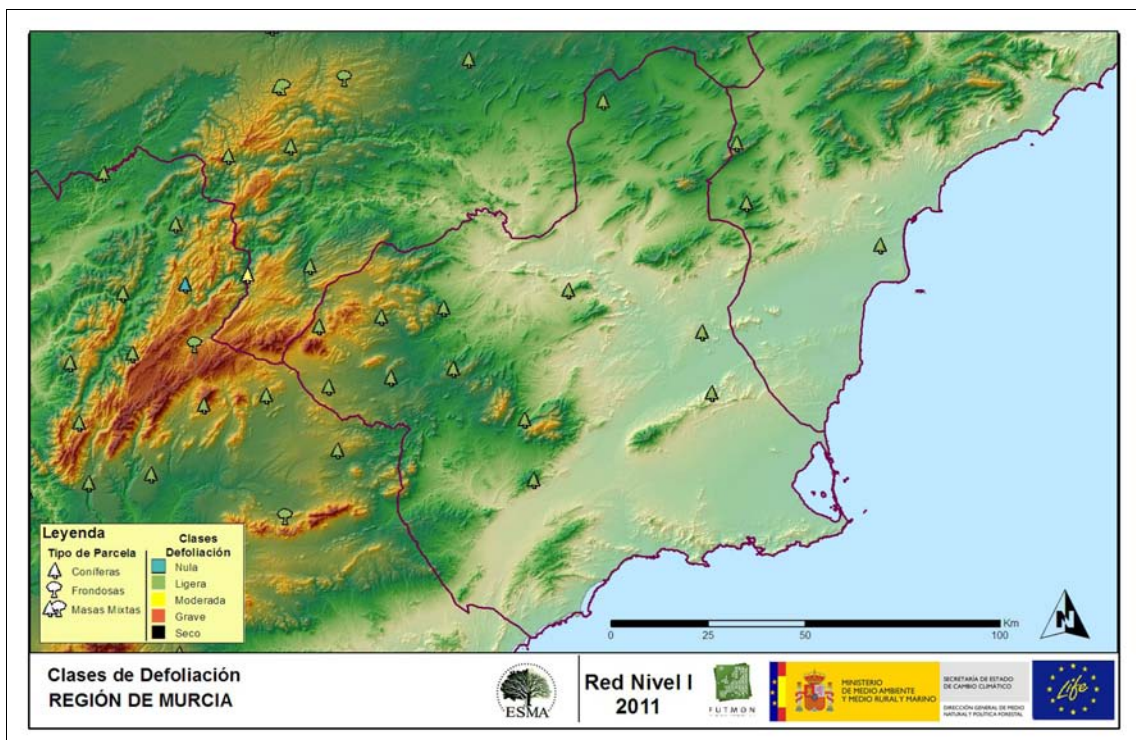 Leyenda
Tipo de Parcela
Coníferas
Frondosas
Masas Mixtas
Clases
Defoliación
Nula
Ligera
Moderada
Grave
Seco
Km
0 25 50 100
N
Clases de Defoliación
REGIÓN DE MURCIA
ESMA
Red Nivel I
2011
FUTMON
MINISTERIO
DE MEDIO AMBIENTE
Y MEDIO RURAL Y MARINO
SECRETARÍA DE ESTADO
DE CAMBIO CLIMÁTICO
DIRECCIÓN GENERAL DE MEDIO
NATURAL Y POLÍTICA FORESTAL
Life